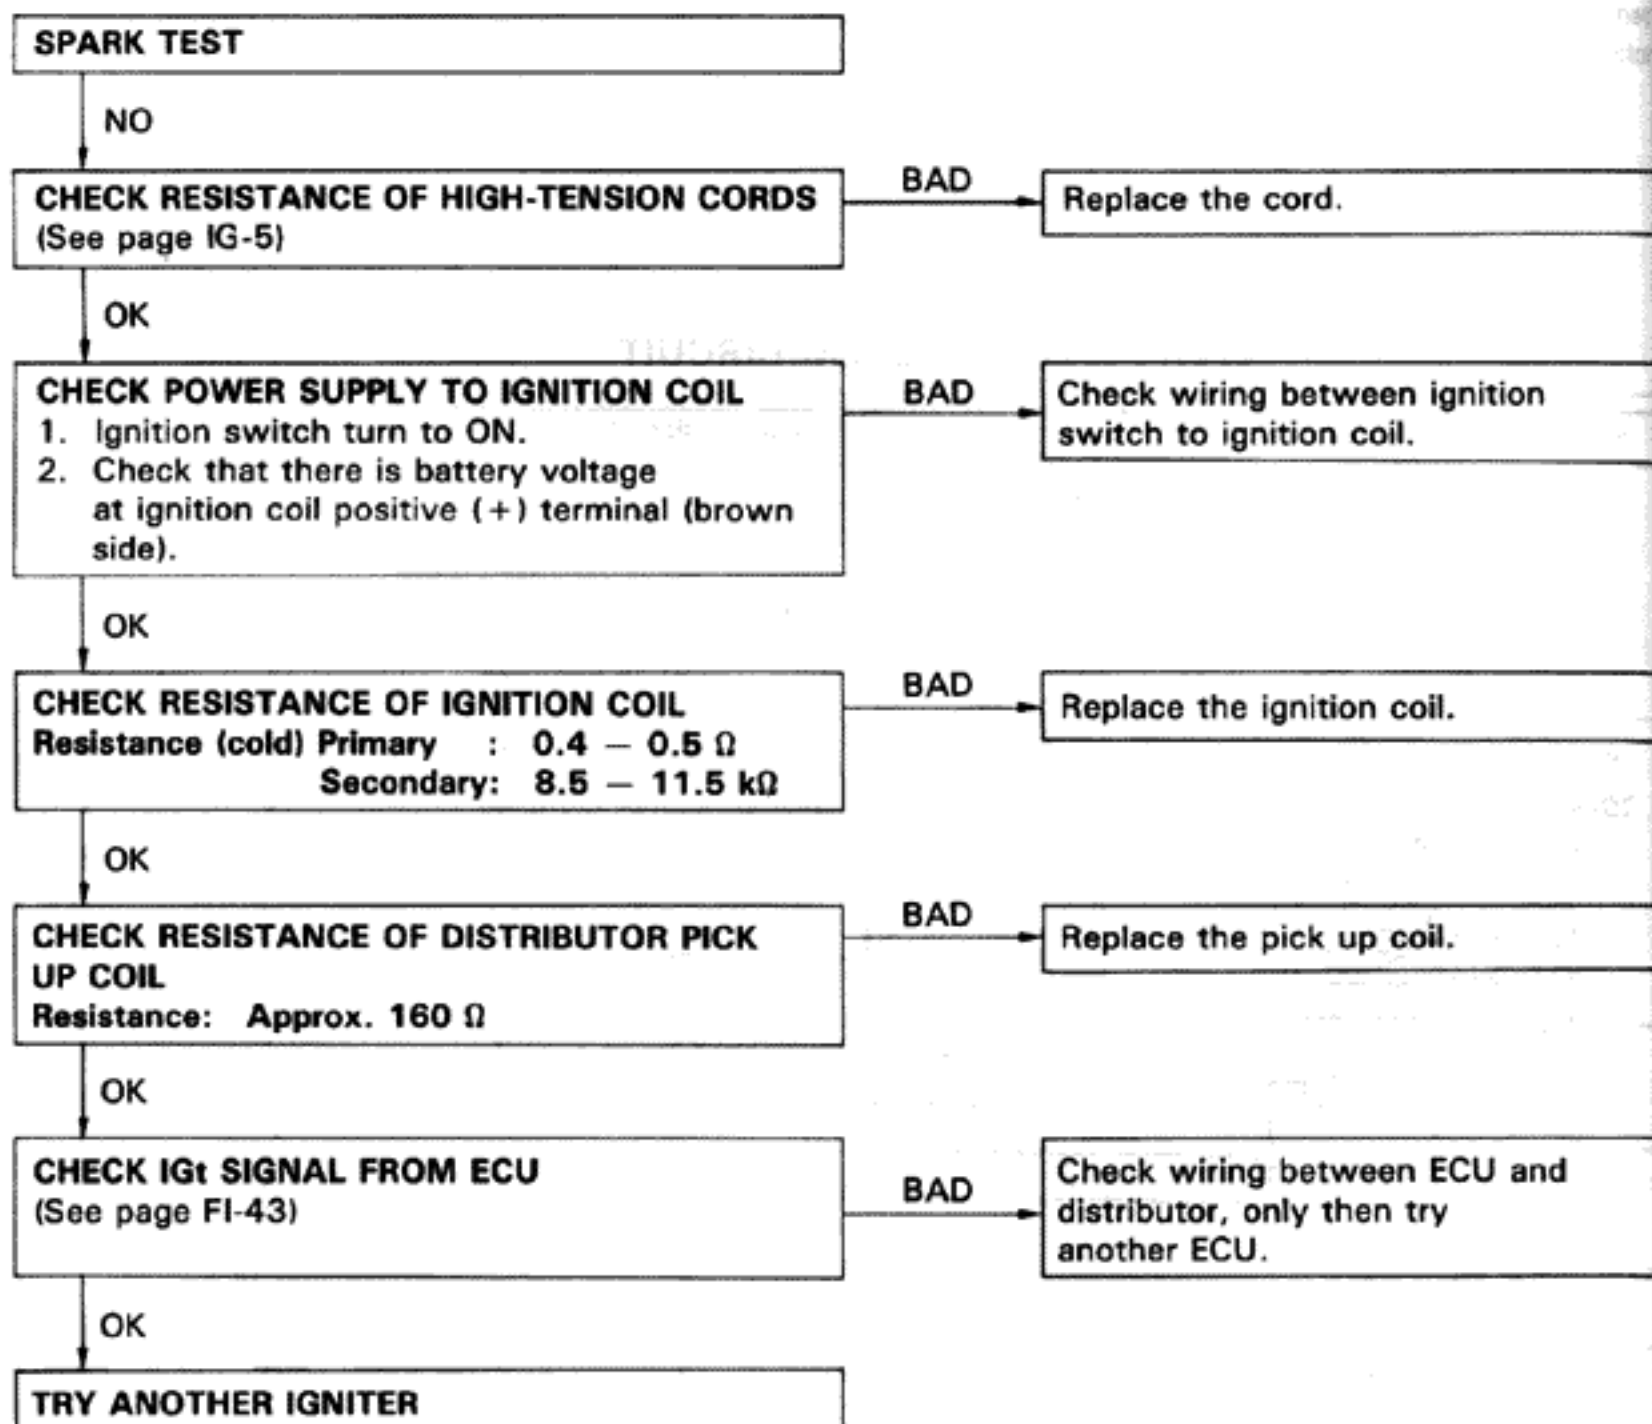 SPARK TEST
NO
CHECK RESISTANCE OF HIGH-TENSION CORDS
(See page IG-5)
BAD
Replace the cord.
OK
CHECK POWER SUPPLY TO IGNITION COIL
1. Ignition switch turn to ON.
2. Check that there is battery voltage
at ignition coil positive (+) terminal (brown
side).
BAD
Check wiring between ignition
switch to ignition coil.
OK
CHECK RESISTANCE OF IGNITION COIL
Resistance (cold) Primary : 0.4 — 0.5 Ω
Secondary: 8.5 — 11.5 kΩ
BAD
Replace the ignition coil.
OK
CHECK RESISTANCE OF DISTRIBUTOR PICK
UP COIL
Resistance: Approx. 160 Ω
BAD
Replace the pick up coil.
OK
CHECK IGt SIGNAL FROM ECU
(See page FI-43)
BAD
Check wiring between ECU and
distributor, only then try
another ECU.
OK
TRY ANOTHER IGNITER